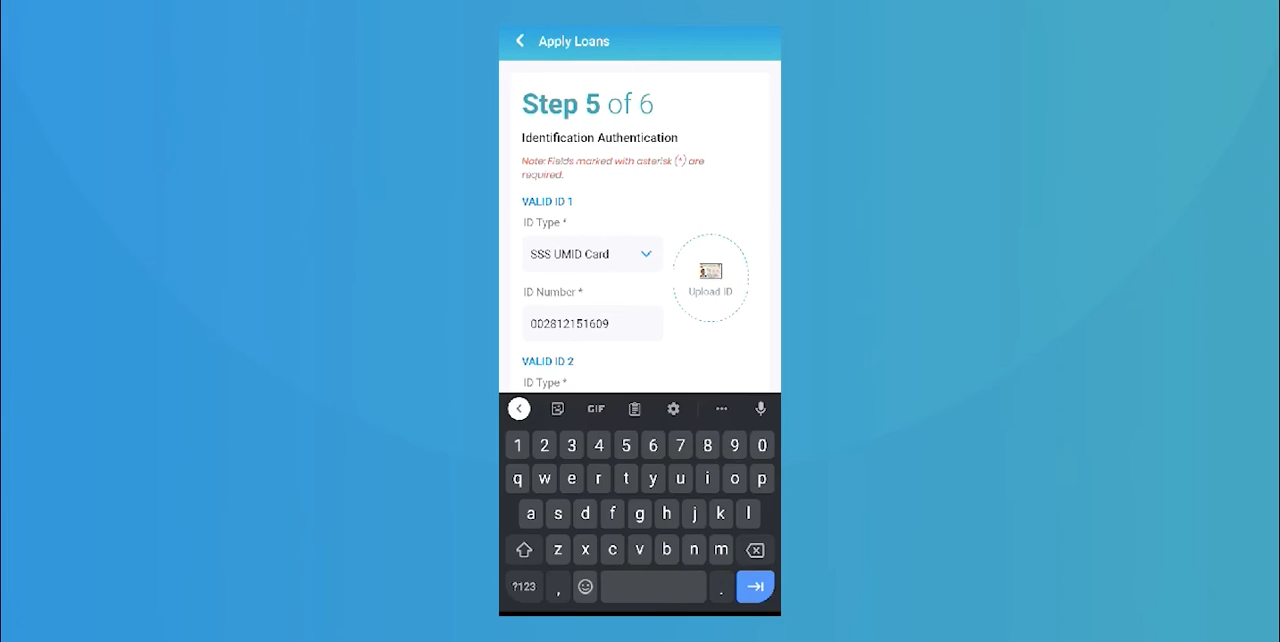 Apply Loans
Step 5 of 6
Identification Authentication
Note: Fields marked with asterisk (*) are
required.
VALID ID 1
ID Type *
SSS UMID Card
Upload ID
ID Number *
002812151609
VALID ID 2
ID Type *
GIF
1 2 3 4 5 6 7 8 9 0
q w e r t y u i o p
a s d f g h j k l
z x c v b n m
?123 , .